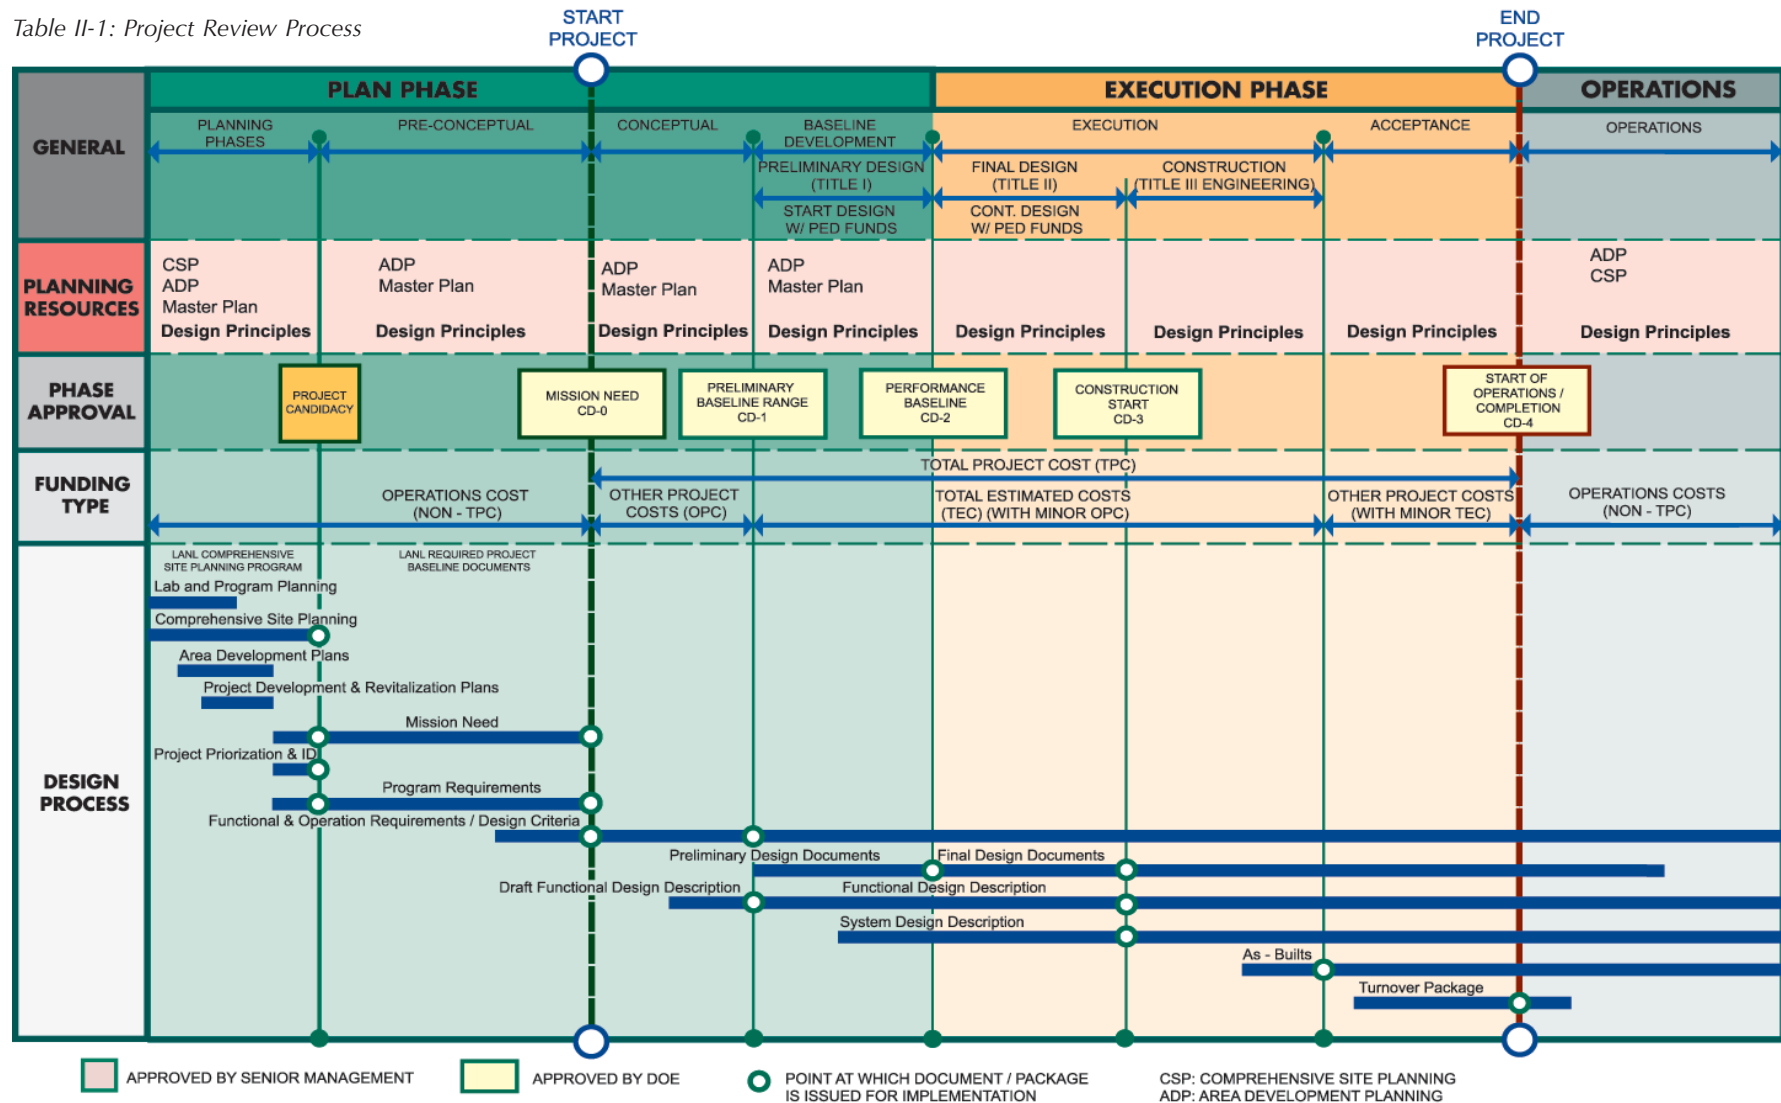 Table II-1: Project Review Process
START
PROJECT
END
PROJECT
GENERAL
PLAN PHASE
EXECUTION PHASE
OPERATIONS
PLANNING
PHASES
PRE-CONCEPTUAL
CONCEPTUAL
BASELINE
DEVELOPMENT
EXECUTION
ACCEPTANCE
OPERATIONS
PRELIMINARY DESIGN
(TITLE I)
FINAL DESIGN
(TITLE II)
CONSTRUCTION
(TITLE III ENGINEERING)
START DESIGN
W/ PED FUNDS
CONT. DESIGN
W/ PED FUNDS
PLANNING
RESOURCES
CSP
ADP
Master Plan
Design Principles
ADP
Master Plan
Design Principles
ADP
Master Plan
Design Principles
ADP
Master Plan
Design Principles
Design Principles
Design Principles
Design Principles
ADP
CSP
Design Principles
PHASE
APPROVAL
PROJECT
CANDIDACY
MISSION NEED
CD-0
PRELIMINARY
BASELINE RANGE
CD-1
PERFORMANCE
BASELINE
CD-2
CONSTRUCTION
START
CD-3
START OF
OPERATIONS /
COMPLETION
CD-4
FUNDING
TYPE
TOTAL PROJECT COST (TPC)
OPERATIONS COST
(NON - TPC)
OTHER PROJECT
COSTS (OPC)
TOTAL ESTIMATED COSTS
(TEC) (WITH MINOR OPC)
OTHER PROJECT COSTS
(WITH MINOR TEC)
OPERATIONS COSTS
(NON - TPC)
DESIGN
PROCESS
LANL COMPREHENSIVE
SITE PLANNING PROGRAM
LANL REQUIRED PROJECT
BASELINE DOCUMENTS
Lab and Program Planning
Comprehensive Site Planning
Area Development Plans
Project Development & Revitalization Plans
Mission Need
Project Priorization & ID
Program Requirements
Functional & Operation Requirements / Design Criteria
Preliminary Design Documents
Final Design Documents
Draft Functional Design Description
Functional Design Description
System Design Description
As - Builts
Turnover Package
APPROVED BY SENIOR MANAGEMENT
APPROVED BY DOE
POINT AT WHICH DOCUMENT / PACKAGE
IS ISSUED FOR IMPLEMENTATION
CSP: COMPREHENSIVE SITE PLANNING
ADP: AREA DEVELOPMENT PLANNING